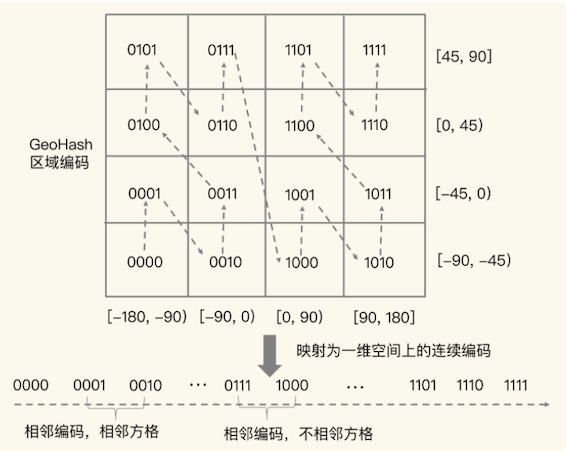 0101 0111 1101 1111 [45, 90]
0100 0110 1100 1110 [0, 45)
GeoHash
区域编码
0001 0011 1001 1011 [-45, 0)
0000 0010 1000 1010 [-90, -45)
[-180, -90) [-90, 0) [0, 90) [90, 180]
映射为一维空间上的连续编码
0000 0001 0010 ··· 0111 1000 ··· 1101 1110 1111
相邻编码，相邻方格 相邻编码，不相邻方格